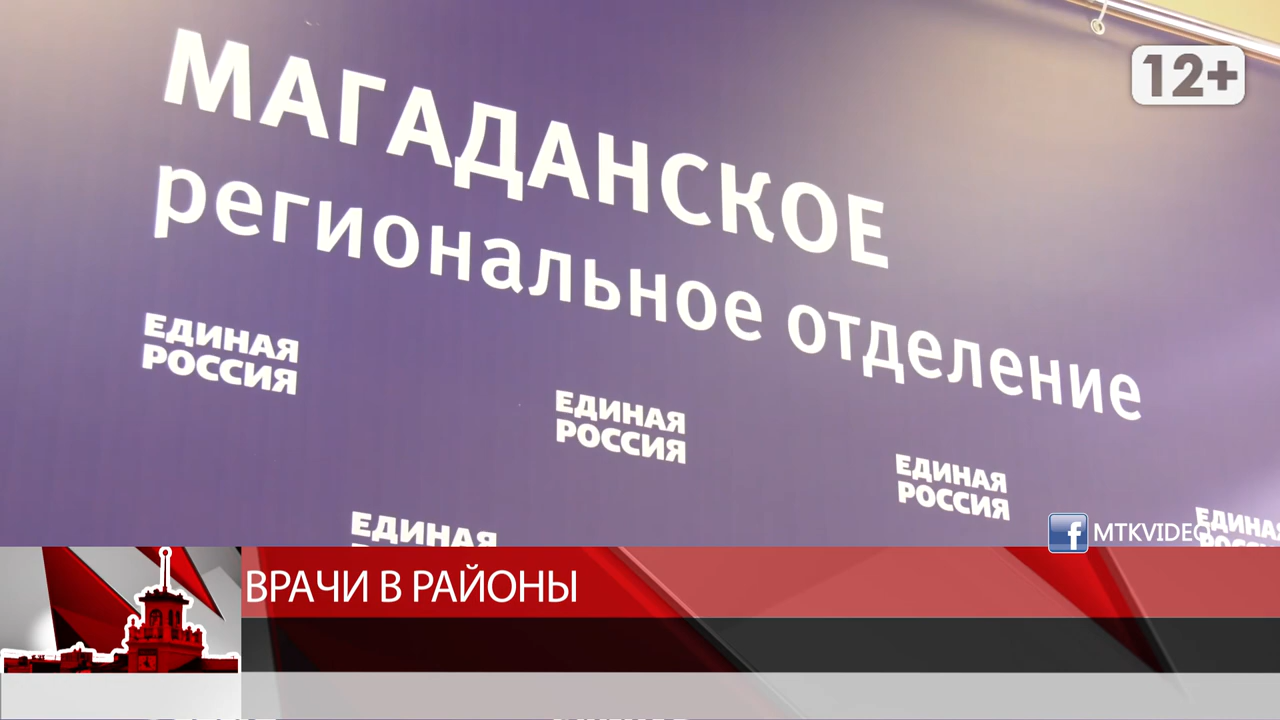 МАГАДАНСКОЕ
региональное отделение
12+
ЕДИНАЯ
РОССИЯ
ЕДИНАЯ
РОССИЯ
ЕДИНАЯ
РОССИЯ
ЕДИНАЯ
MTKVIDEO
ВРАЧИ В РАЙОНЫ